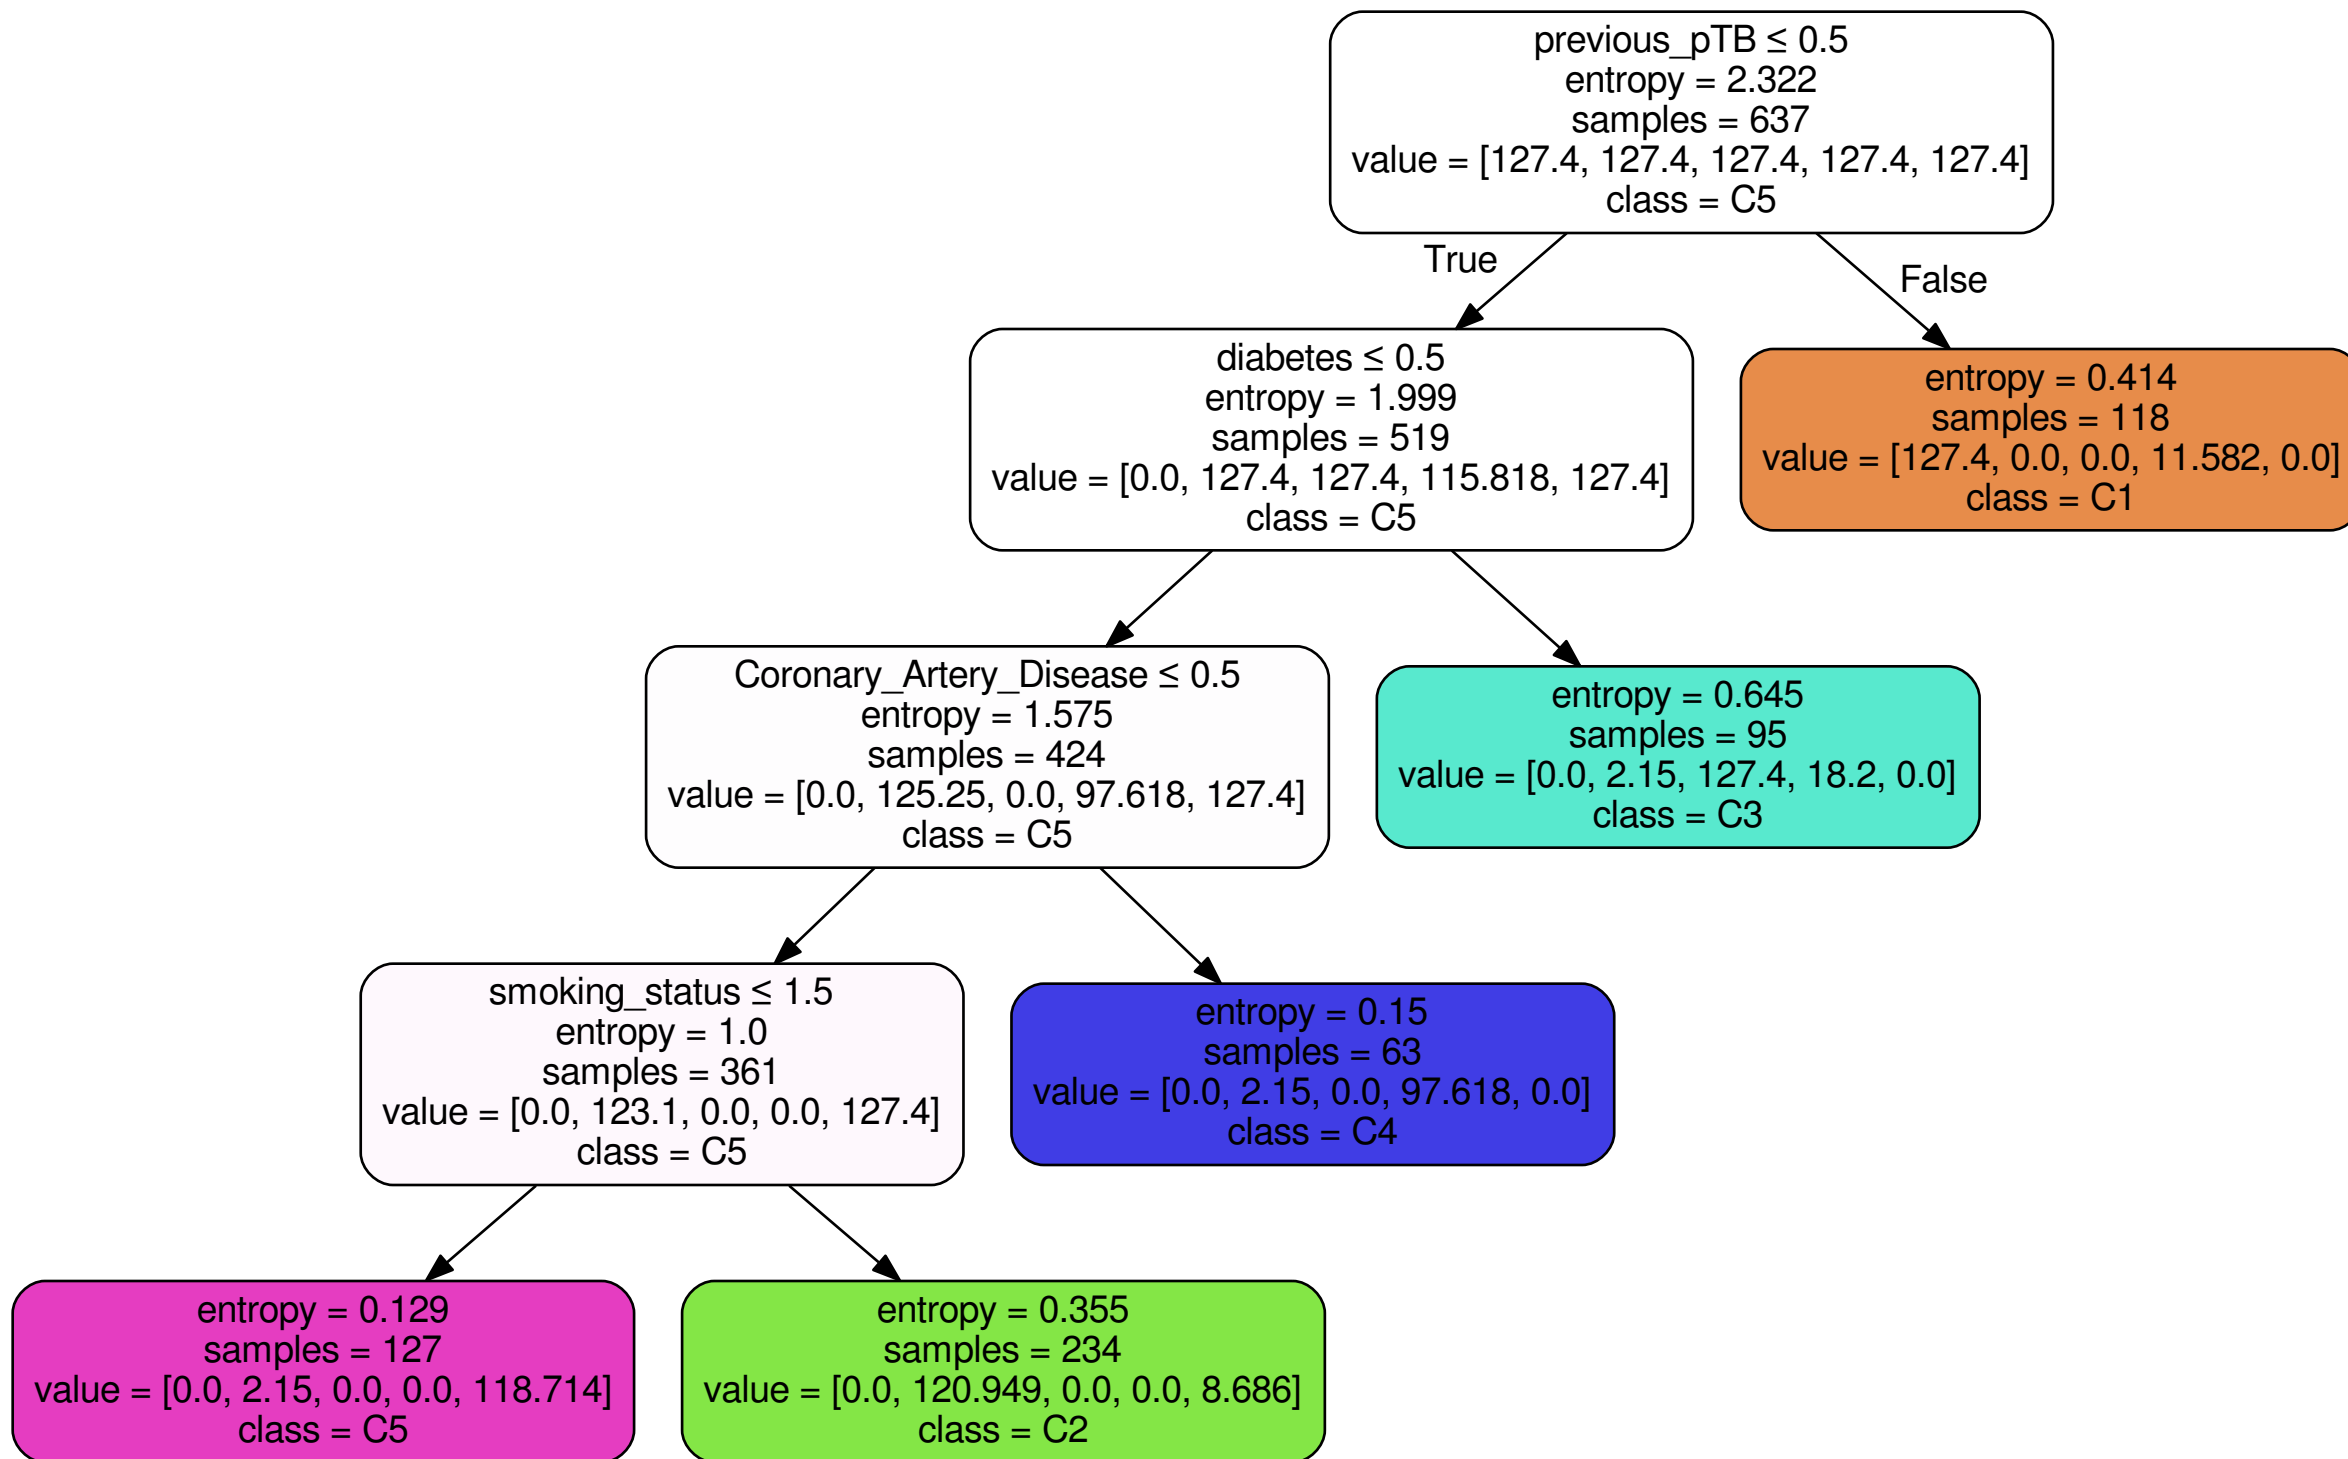 previous_pTB ≤ 0.5
entropy = 2.322
samples = 637
value = [127.4, 127.4, 127.4, 127.4, 127.4]
class = C5
True
False
diabetes ≤ 0.5
entropy = 1.999
samples = 519
value = [0.0, 127.4, 127.4, 115.818, 127.4]
class = C5
entropy = 0.414
samples = 118
value = [127.4, 0.0, 0.0, 11.582, 0.0]
class = C1
Coronary_Artery_Disease ≤ 0.5
entropy = 1.575
samples = 424
value = [0.0, 125.25, 0.0, 97.618, 127.4]
class = C5
entropy = 0.645
samples = 95
value = [0.0, 2.15, 127.4, 18.2, 0.0]
class = C3
smoking_status ≤ 1.5
entropy = 1.0
samples = 361
value = [0.0, 123.1, 0.0, 0.0, 127.4]
class = C5
entropy = 0.15
samples = 63
value = [0.0, 2.15, 0.0, 97.618, 0.0]
class = C4
entropy = 0.129
samples = 127
value = [0.0, 2.15, 0.0, 0.0, 118.714]
class = C5
entropy = 0.355
samples = 234
value = [0.0, 120.949, 0.0, 0.0, 8.686]
class = C2